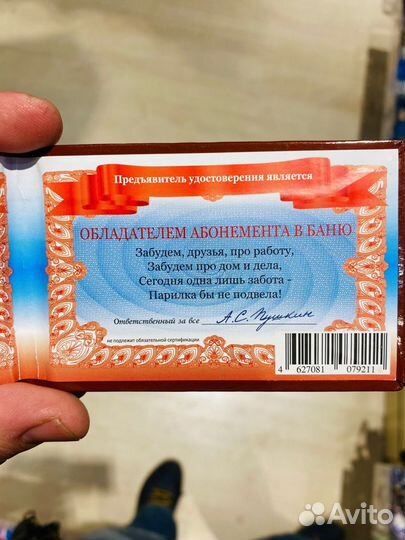 Предъявитель удостоверения является
ОБЛАДАТЕЛЕМ АБОНЕМЕНТА В БАНЮ
Забудем, друзья, про работу,
Забудем про дом и дела,
Сегодня одна лишь забота -
Парилка бы не подвела!
Ответственный за все А.С.Пушкин
не подлежит обязательной сертификации
4 627081 079211
Avito